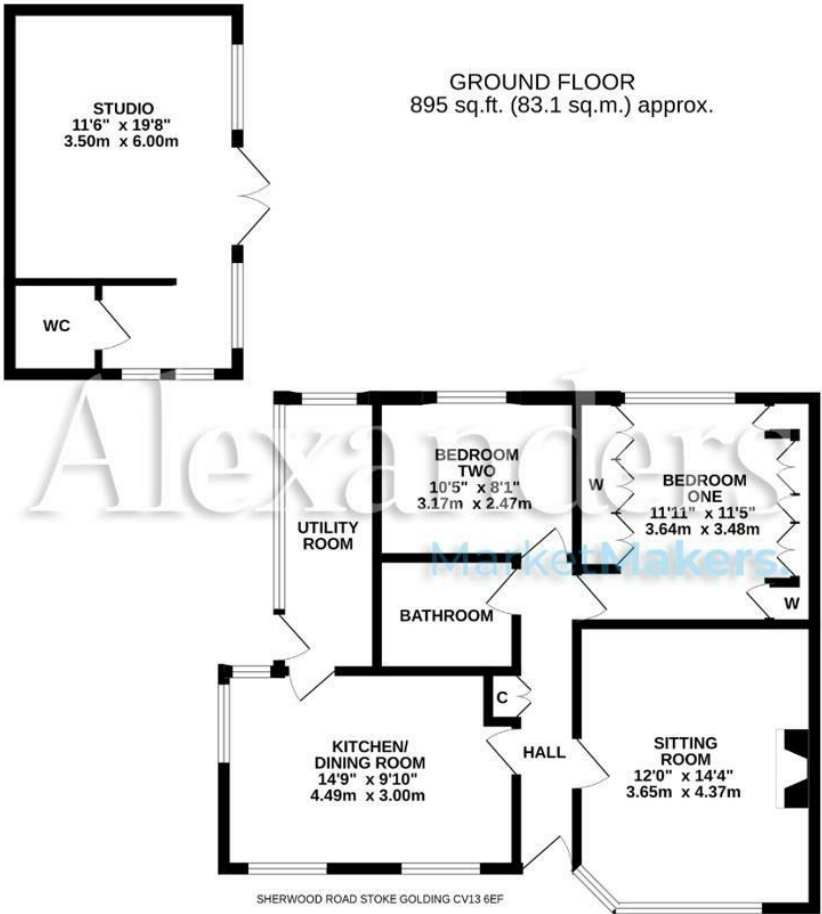 GROUND FLOOR
895 sq.ft. (83.1 sq.m.) approx.
STUDIO
11'6" x 19'8"
3.50m x 6.00m
WC
Alexanders
MarketMakers.
UTILITY
ROOM
BEDROOM
TWO
10'5" x 8'1"
3.17m x 2.47m
W
BEDROOM
ONE
11'11" x 11'5"
3.64m x 3.48m
W
BATHROOM
C
KITCHEN/
DINING ROOM
14'9" x 9'10"
4.49m x 3.00m
HALL
SITTING
ROOM
12'0" x 14'4"
3.65m x 4.37m
SHERWOOD ROAD STOKE GOLDING CV13 6EF